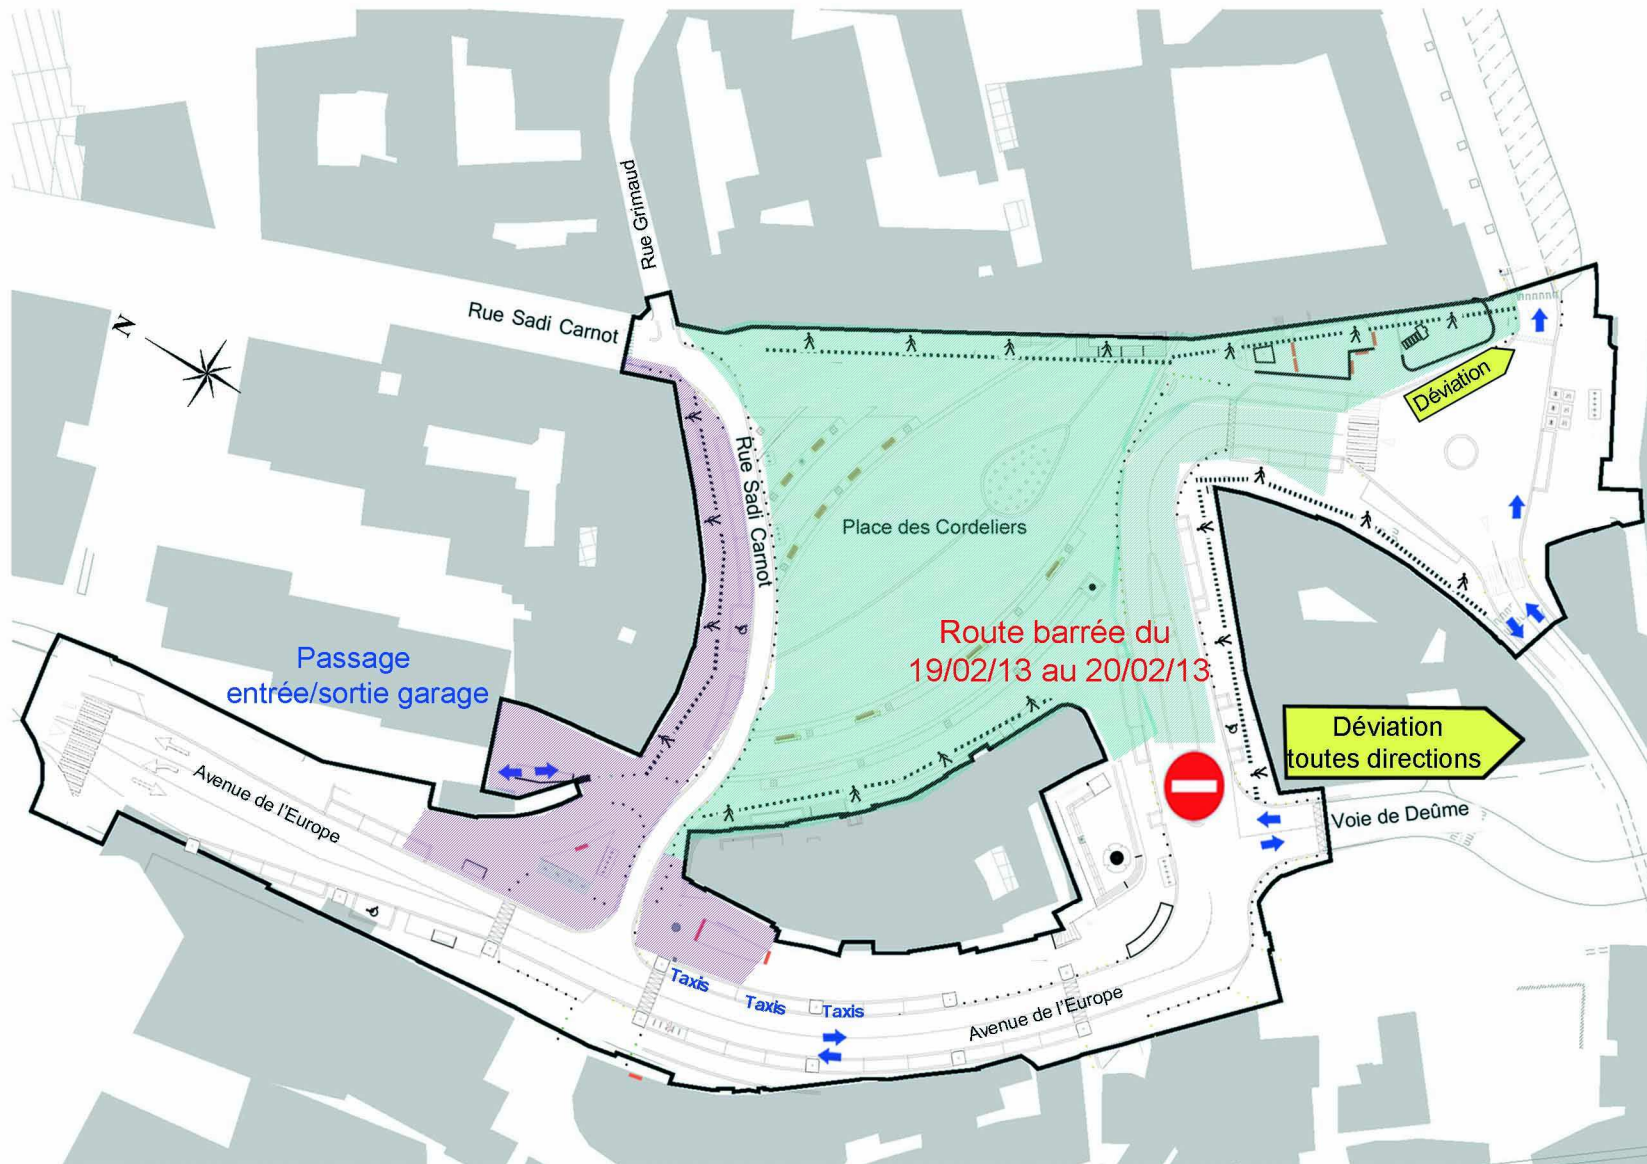 Rue Grimaud
Rue Sadi Carnot
N
Déviation
Rue Sadi Carnot
Place des Cordeliers
Route barrée du
19/02/13 au 20/02/13
Passage
entrée/sortie garage
Déviation
toutes directions
Avenue de l'Europe
Voie de Deûme
Taxis
Taxis
Taxis
Avenue de l'Europe